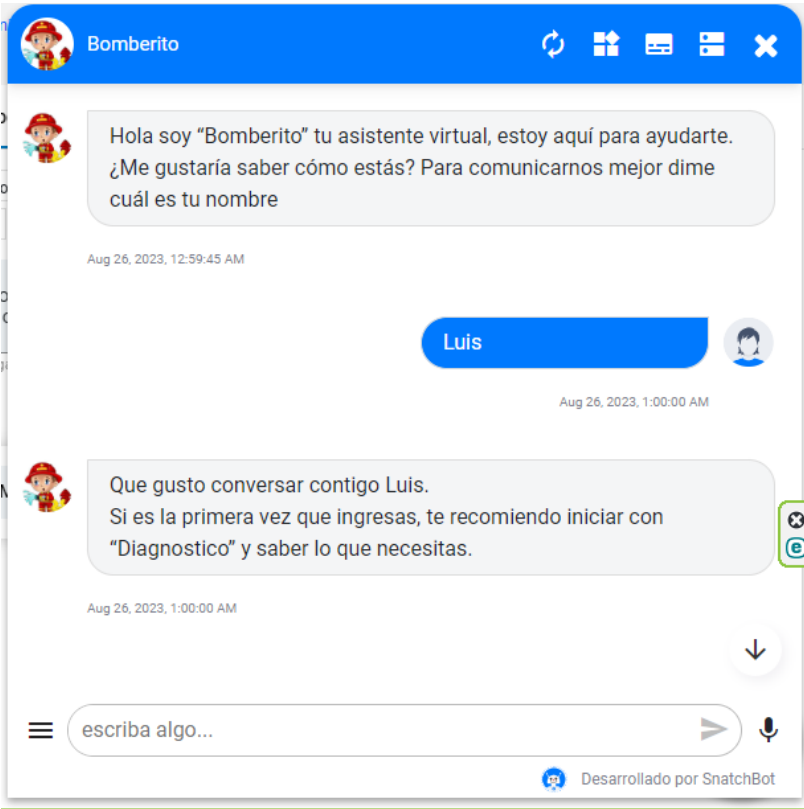 Bomberito
Hola soy “Bomberito” tu asistente virtual, estoy aquí para ayudarte.
¿Me gustaría saber cómo estás? Para comunicarnos mejor dime
cuál es tu nombre
Aug 26, 2023, 12:59:45 AM
Luis
Aug 26, 2023, 1:00:00 AM
Que gusto conversar contigo Luis.
Si es la primera vez que ingresas, te recomiendo iniciar con
“Diagnostico” y saber lo que necesitas.
Aug 26, 2023, 1:00:00 AM
escriba algo...
Desarrollado por SnatchBot